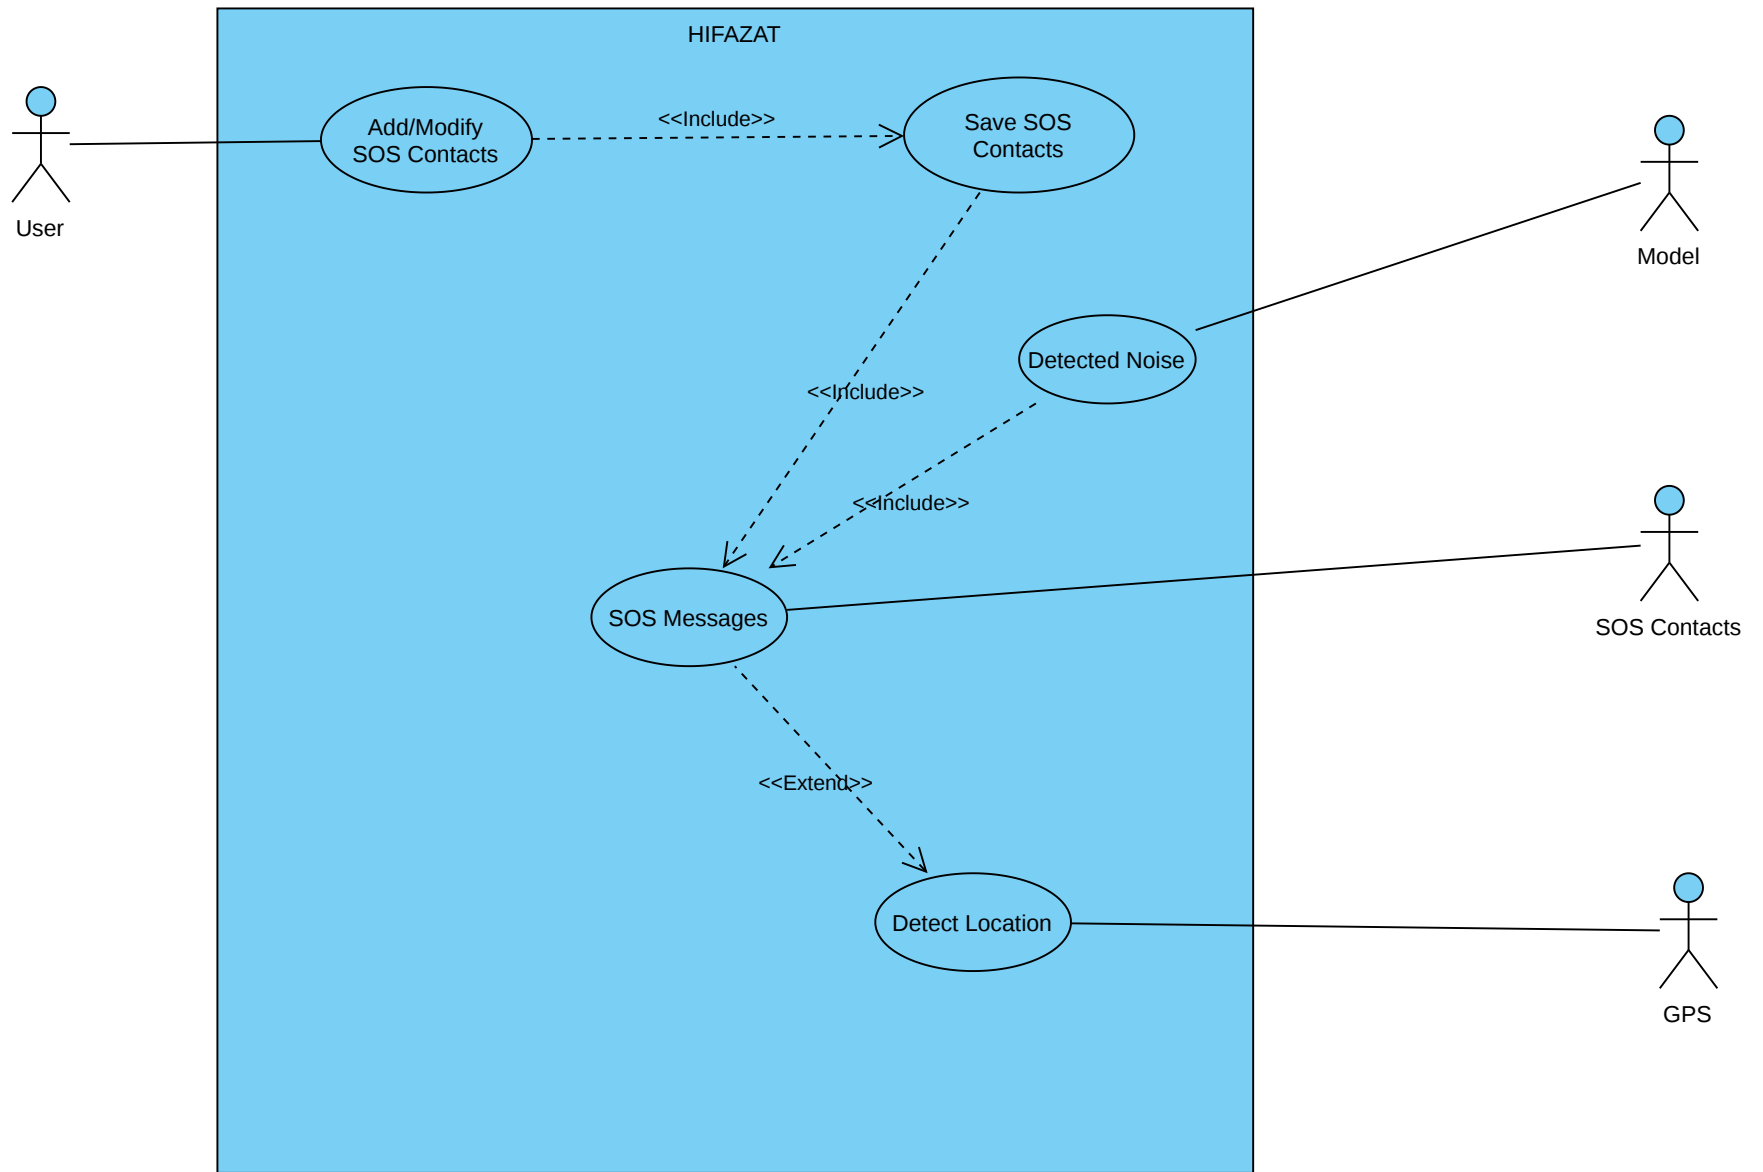 HIFAZAT
Add/Modify
SOS Contacts
<<Include>>
Save SOS
Contacts
User
Model
Detected Noise
<<Include>>
<<Include>>
SOS Messages
SOS Contacts
<<Extend>>
Detect Location
GPS